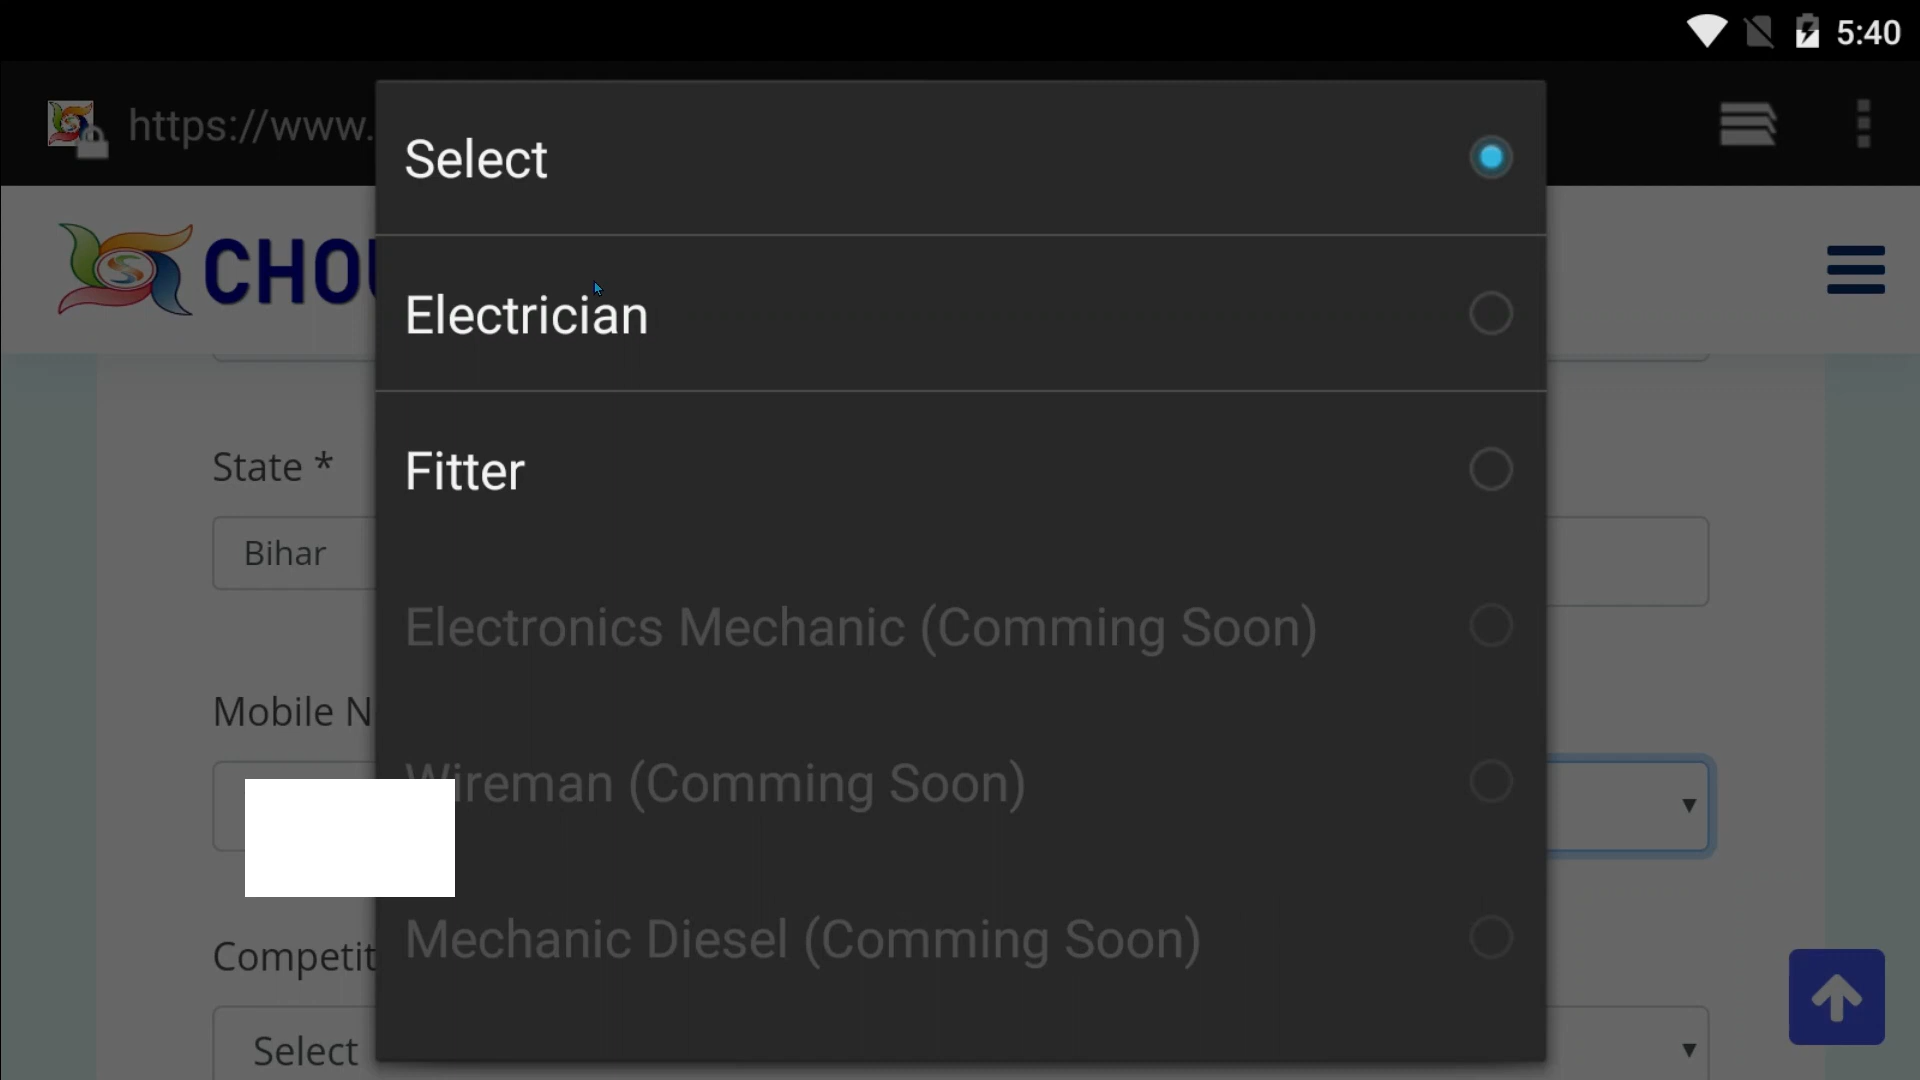 5:40
https://www.
Select
CHOU
Electrician
Fitter
State *
Bihar
Electronics Mechanic (Comming Soon)
Mobile N
Wireman (Comming Soon)
Mechanic Diesel (Comming Soon)
Competit
Select